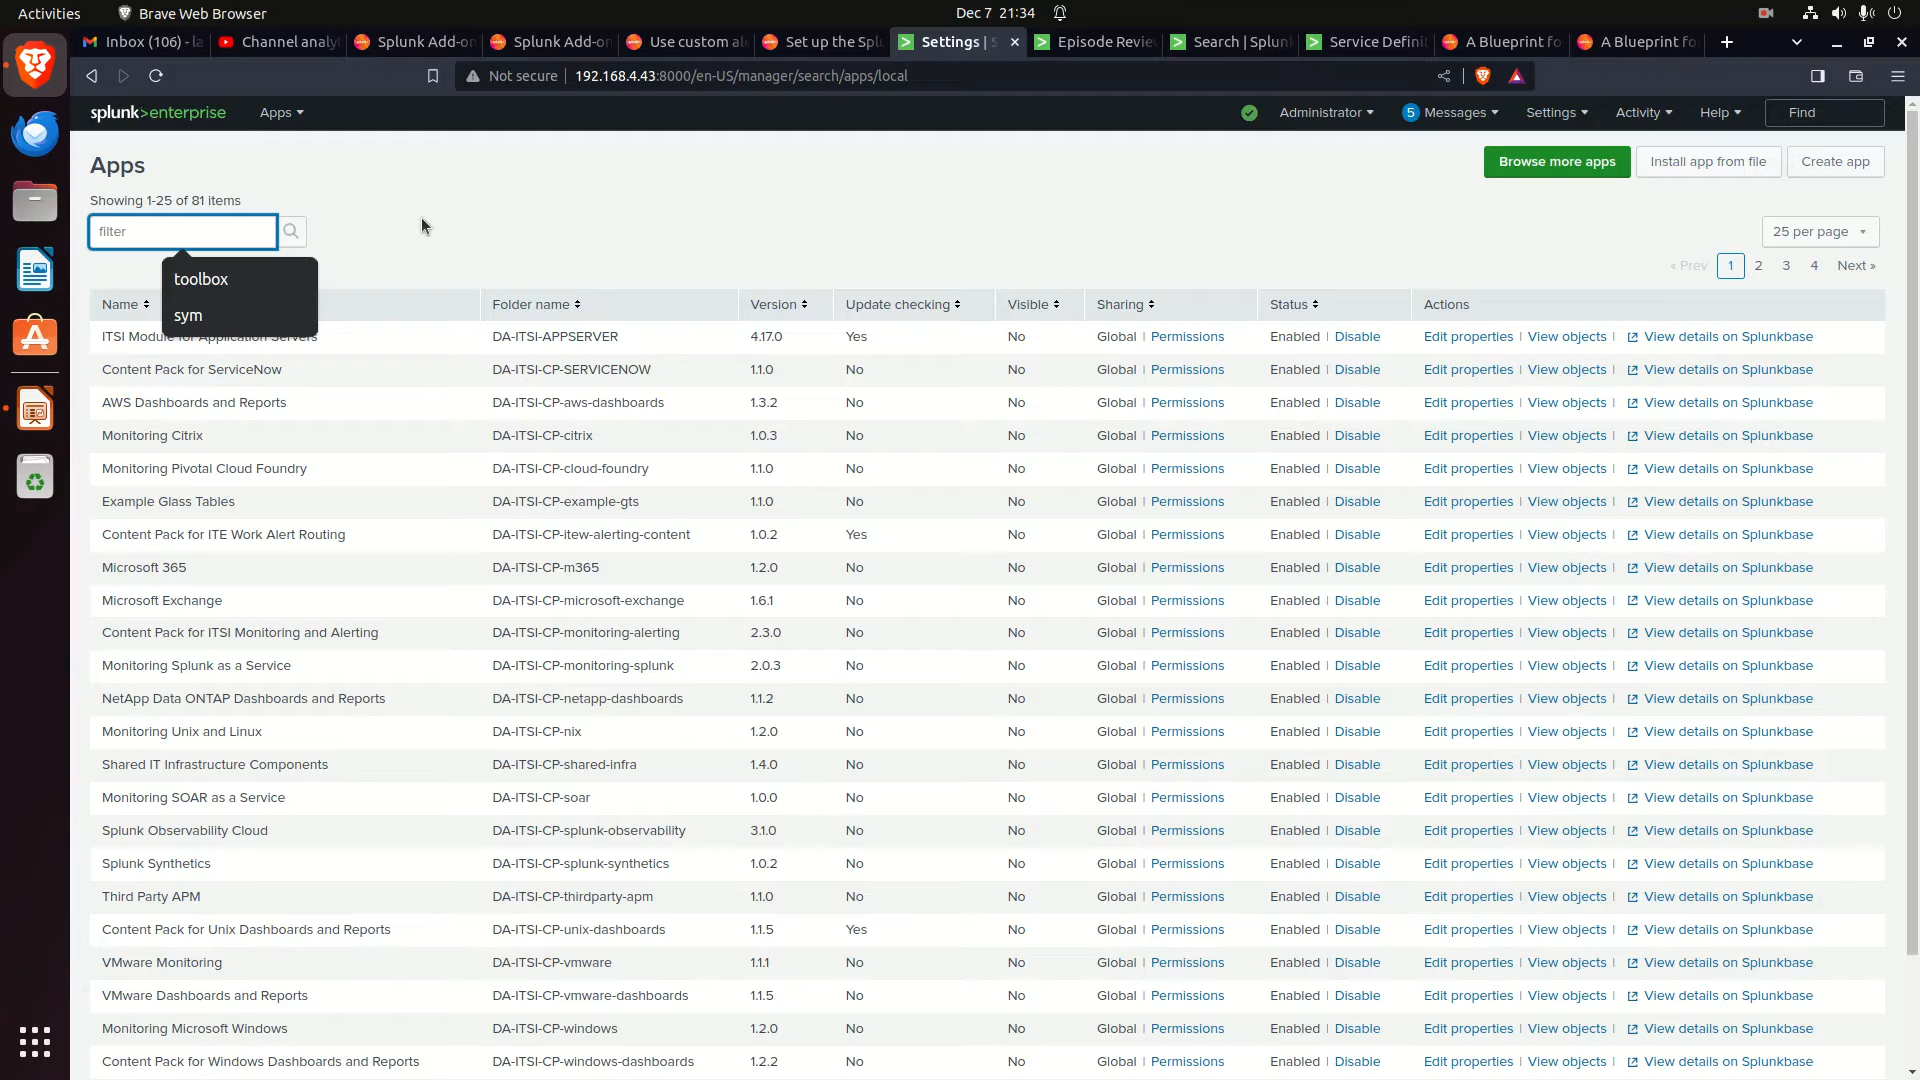 Activities
Brave Web Browser
Dec 7 21:34
Inbox (106) - la
Channel analy
Splunk Add-on
Splunk Add-on
Use custom al
Set up the Spl
Settings | S
Episode Revie
Search | Splun
Service Definit
A Blueprint fo
A Blueprint fo
Not secure
192.168.4.43:8000/en-US/manager/search/apps/local
splunk>enterprise
Apps
Administrator
5 Messages
Settings
Activity
Help
Find
Apps
Browse more apps
Install app from file
Create app
Showing 1-25 of 81 items
filter
25 per page
toolbox
sym
« Prev 1 2 3 4 Next »
Name Folder name Version Update checking Visible Sharing Status Actions
ITSI Module for Application Servers DA-ITSI-APPSERVER 4.17.0 Yes No Global | Permissions Enabled | Disable Edit properties | View objects | View details on Splunkbase
Content Pack for ServiceNow DA-ITSI-CP-SERVICENOW 1.1.0 No No Global | Permissions Enabled | Disable Edit properties | View objects | View details on Splunkbase
AWS Dashboards and Reports DA-ITSI-CP-aws-dashboards 1.3.2 No No Global | Permissions Enabled | Disable Edit properties | View objects | View details on Splunkbase
Monitoring Citrix DA-ITSI-CP-citrix 1.0.3 No No Global | Permissions Enabled | Disable Edit properties | View objects | View details on Splunkbase
Monitoring Pivotal Cloud Foundry DA-ITSI-CP-cloud-foundry 1.1.0 No No Global | Permissions Enabled | Disable Edit properties | View objects | View details on Splunkbase
Example Glass Tables DA-ITSI-CP-example-gts 1.1.0 No No Global | Permissions Enabled | Disable Edit properties | View objects | View details on Splunkbase
Content Pack for ITE Work Alert Routing DA-ITSI-CP-itew-alerting-content 1.0.2 Yes No Global | Permissions Enabled | Disable Edit properties | View objects | View details on Splunkbase
Microsoft 365 DA-ITSI-CP-m365 1.2.0 No No Global | Permissions Enabled | Disable Edit properties | View objects | View details on Splunkbase
Microsoft Exchange DA-ITSI-CP-microsoft-exchange 1.6.1 No No Global | Permissions Enabled | Disable Edit properties | View objects | View details on Splunkbase
Content Pack for ITSI Monitoring and Alerting DA-ITSI-CP-monitoring-alerting 2.3.0 No No Global | Permissions Enabled | Disable Edit properties | View objects | View details on Splunkbase
Monitoring Splunk as a Service DA-ITSI-CP-monitoring-splunk 2.0.3 No No Global | Permissions Enabled | Disable Edit properties | View objects | View details on Splunkbase
NetApp Data ONTAP Dashboards and Reports DA-ITSI-CP-netapp-dashboards 1.1.2 No No Global | Permissions Enabled | Disable Edit properties | View objects | View details on Splunkbase
Monitoring Unix and Linux DA-ITSI-CP-nix 1.2.0 No No Global | Permissions Enabled | Disable Edit properties | View objects | View details on Splunkbase
Shared IT Infrastructure Components DA-ITSI-CP-shared-infra 1.4.0 No No Global | Permissions Enabled | Disable Edit properties | View objects | View details on Splunkbase
Monitoring SOAR as a Service DA-ITSI-CP-soar 1.0.0 No No Global | Permissions Enabled | Disable Edit properties | View objects | View details on Splunkbase
Splunk Observability Cloud DA-ITSI-CP-splunk-observability 3.1.0 No No Global | Permissions Enabled | Disable Edit properties | View objects | View details on Splunkbase
Splunk Synthetics DA-ITSI-CP-splunk-synthetics 1.0.2 No No Global | Permissions Enabled | Disable Edit properties | View objects | View details on Splunkbase
Third Party APM DA-ITSI-CP-thirdparty-apm 1.1.0 No No Global | Permissions Enabled | Disable Edit properties | View objects | View details on Splunkbase
Content Pack for Unix Dashboards and Reports DA-ITSI-CP-unix-dashboards 1.1.5 Yes No Global | Permissions Enabled | Disable Edit properties | View objects | View details on Splunkbase
VMware Monitoring DA-ITSI-CP-vmware 1.1.1 No No Global | Permissions Enabled | Disable Edit properties | View objects | View details on Splunkbase
VMware Dashboards and Reports DA-ITSI-CP-vmware-dashboards 1.1.5 No No Global | Permissions Enabled | Disable Edit properties | View objects | View details on Splunkbase
Monitoring Microsoft Windows DA-ITSI-CP-windows 1.2.0 No No Global | Permissions Enabled | Disable Edit properties | View objects | View details on Splunkbase
Content Pack for Windows Dashboards and Reports DA-ITSI-CP-windows-dashboards 1.2.2 No No Global | Permissions Enabled | Disable Edit properties | View objects | View details on Splunkbase